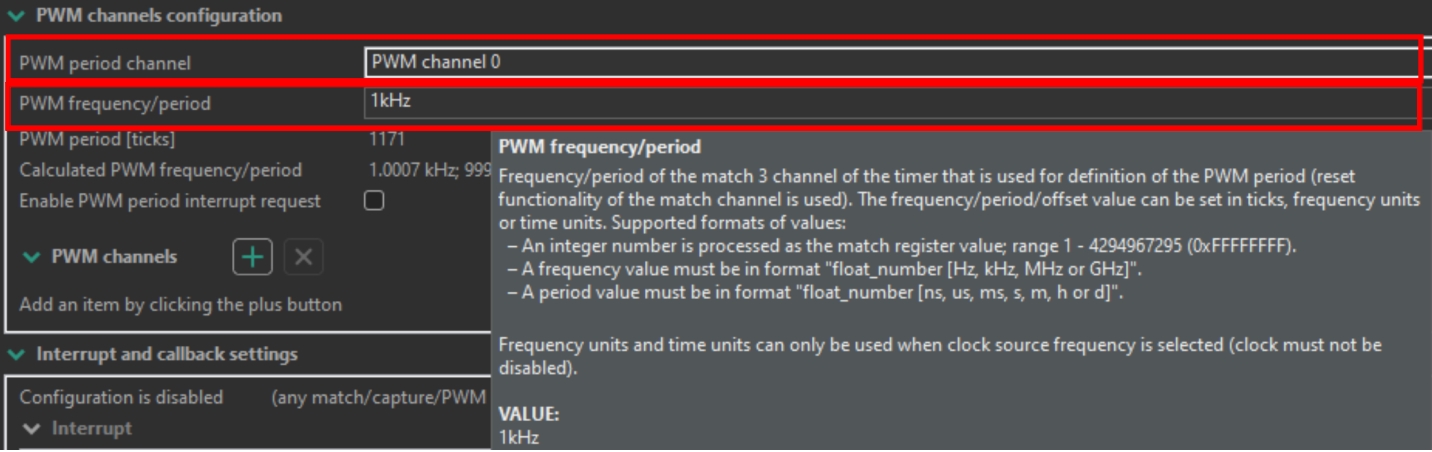 PWM channels configuration
PWM period channel PWM channel 0
PWM frequency/period 1kHz
PWM period [ticks] 1171
Calculated PWM frequency/period 1.0007 kHz; 999
Enable PWM period interrupt request
PWM channels
Add an item by clicking the plus button
Interrupt and callback settings
Configuration is disabled (any match/capture/PWM
Interrupt
PWM frequency/period
Frequency/period of the match 3 channel of the timer that is used for definition of the PWM period (reset
functionality of the match channel is used). The frequency/period/offset value can be set in ticks, frequency units
or time units. Supported formats of values:
– An integer number is processed as the match register value; range 1 - 4294967295 (0xFFFFFFFF).
– A frequency value must be in format "float_number [Hz, kHz, MHz or GHz]".
– A period value must be in format "float_number [ns, us, ms, s, m, h or d]".
Frequency units and time units can only be used when clock source frequency is selected (clock must not be
disabled).
VALUE:
1kHz